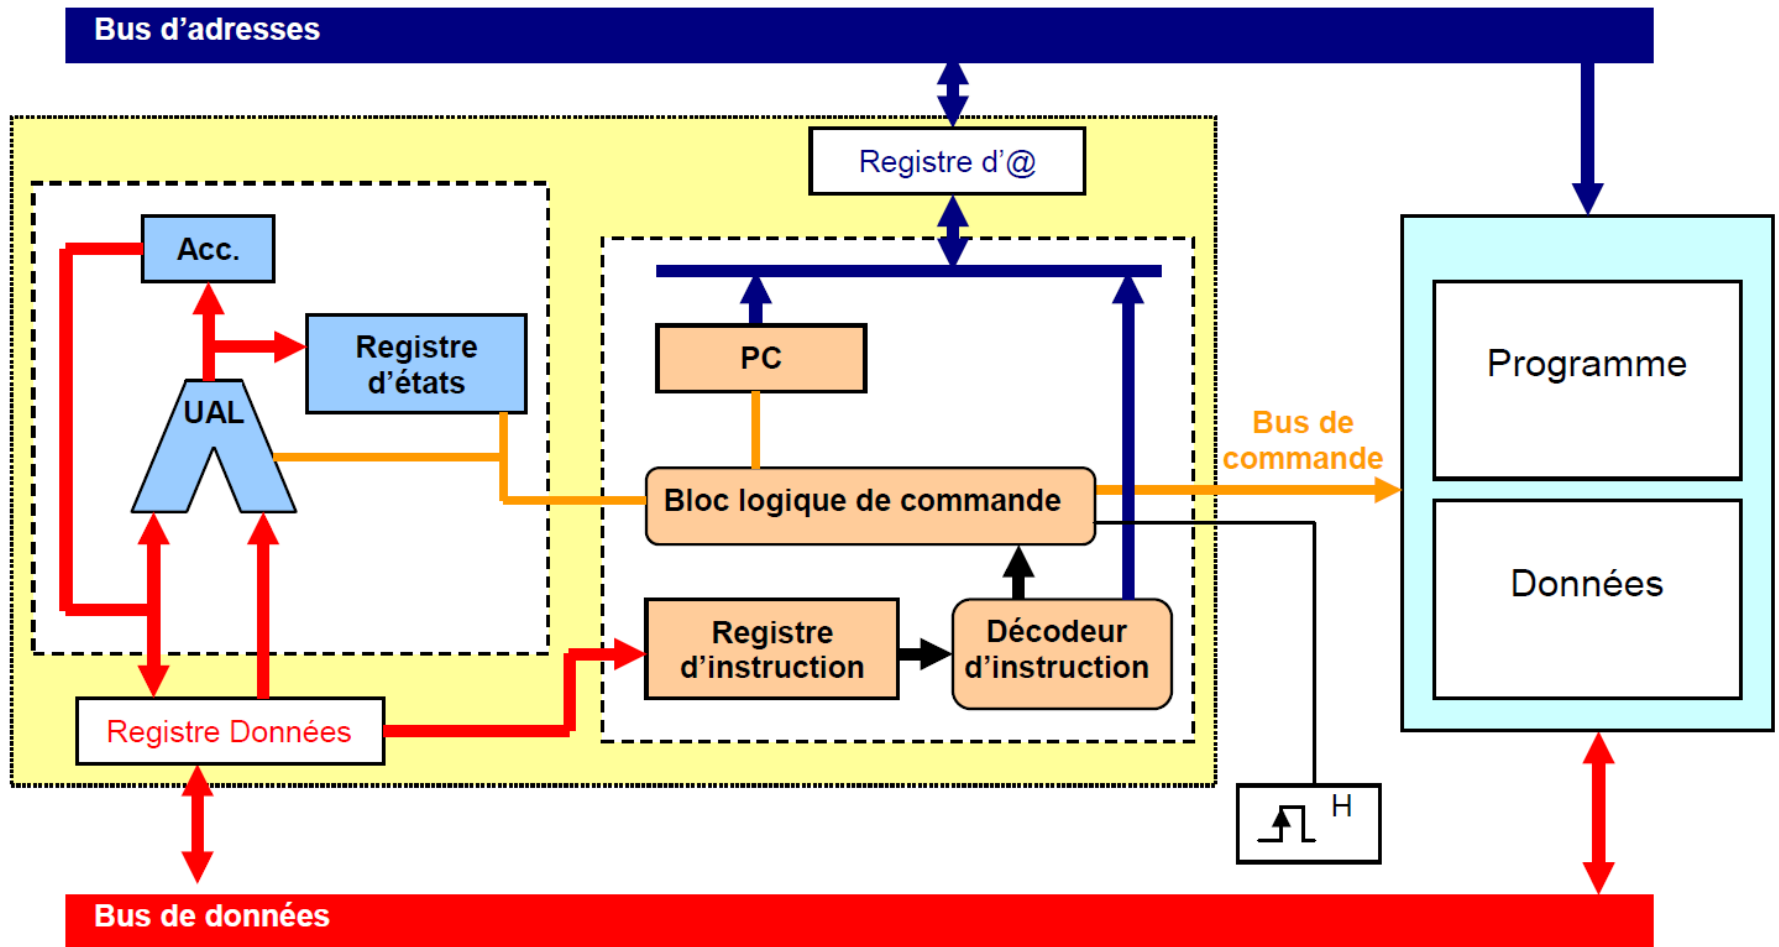 Bus d’adresses
Registre d’@
Acc.
Registre
d’états
UAL
PC
Bus de
commande
Bloc logique de commande
Programme
Données
Registre
d’instruction
Décodeur
d’instruction
Registre Données
H
Bus de données